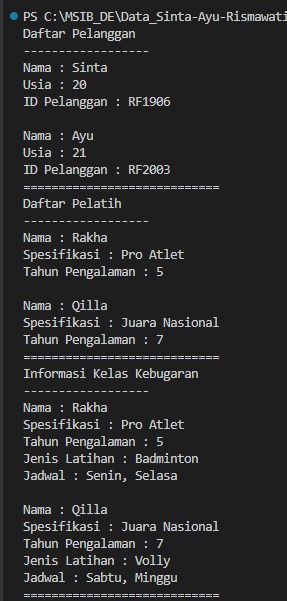 PS C:\MSIB_DE\Data_Sinta-Ayu-Rismawati
Daftar Pelanggan
------------------
Nama : Sinta
Usia : 20
ID Pelanggan : RF1906
Nama : Ayu
Usia : 21
ID Pelanggan : RF2003
============================
Daftar Pelatih
------------------
Nama : Rakha
Spesifikasi : Pro Atlet
Tahun Pengalaman : 5
Nama : Qilla
Spesifikasi : Juara Nasional
Tahun Pengalaman : 7
============================
Informasi Kelas Kebugaran
------------------
Nama : Rakha
Spesifikasi : Pro Atlet
Tahun Pengalaman : 5
Jenis Latihan : Badminton
Jadwal : Senin, Selasa
Nama : Qilla
Spesifikasi : Juara Nasional
Tahun Pengalaman : 7
Jenis Latihan : Volly
Jadwal : Sabtu, Minggu
============================